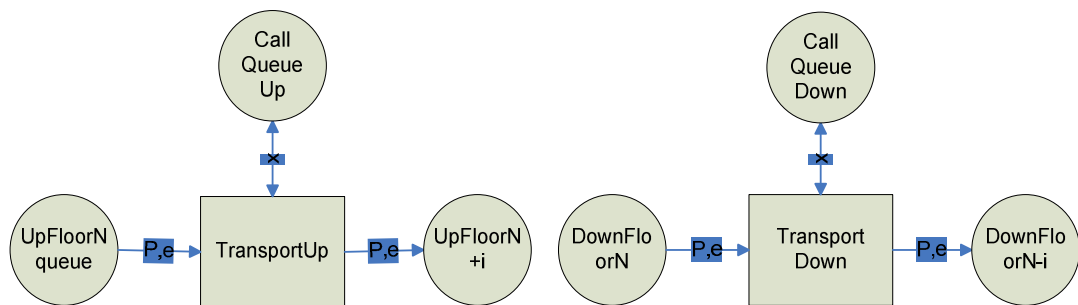 Call
Queue
Up
Call
Queue
Down
x
x
UpFloorN
queue
P,e
TransportUp
P,e
UpFloorN
+i
DownFlo
orN
P,e
Transport
Down
P,e
DownFlo
orN-i